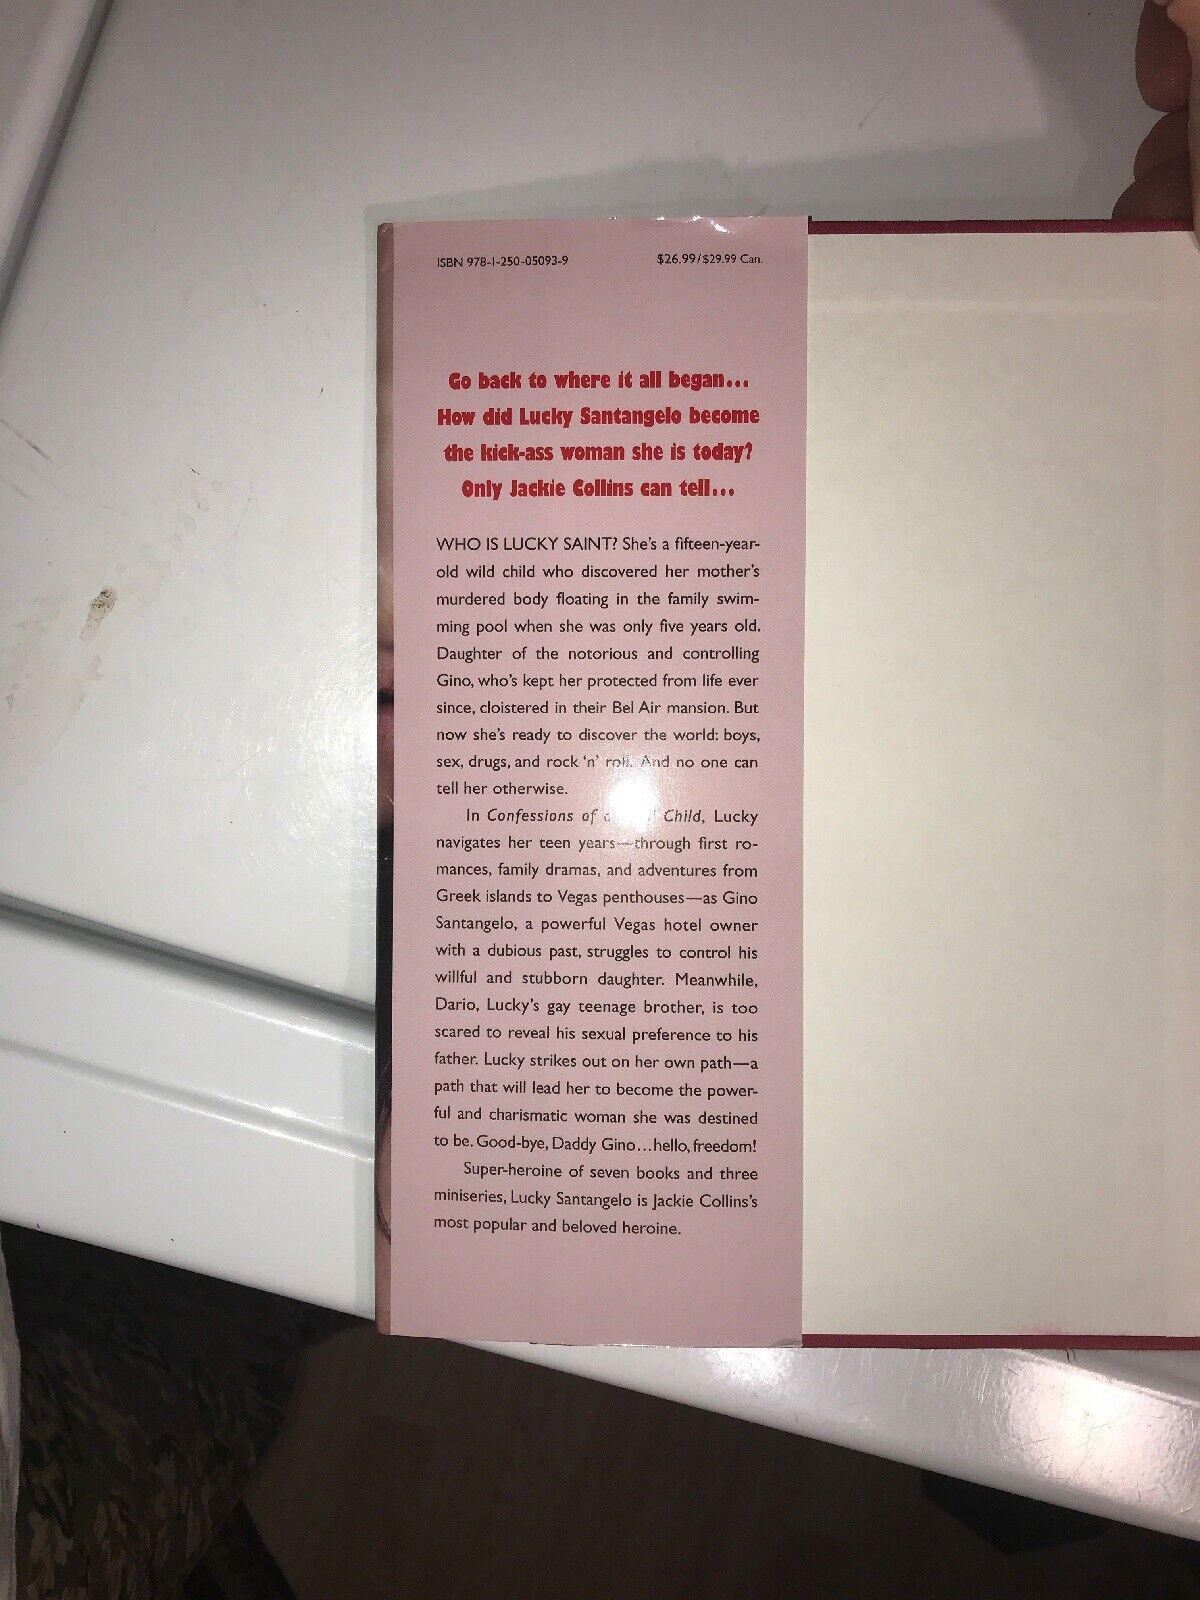 ISBN 978-1-250-05093-9 $26.99/$29.99 Can.
Go back to where it all began...
How did Lucky Santangelo become
the kick-ass woman she is today?
Only Jackie Collins can tell...
WHO IS LUCKY SAINT? She's a fifteen-year-
old wild child who discovered her mother's
murdered body floating in the family swim-
ming pool when she was only five years old.
Daughter of the notorious and controlling
Gino, who's kept her protected from life ever
since, cloistered in their Bel Air mansion. But
now she's ready to discover the world: boys,
sex, drugs, and rock 'n' roll. And no one can
tell her otherwise.
In Confessions of a Child, Lucky
navigates her teen years—through first ro-
mances, family dramas, and adventures from
Greek islands to Vegas penthouses—as Gino
Santangelo, a powerful Vegas hotel owner
with a dubious past, struggles to control his
willful and stubborn daughter. Meanwhile,
Dario, Lucky's gay teenage brother, is too
scared to reveal his sexual preference to his
father. Lucky strikes out on her own path—a
path that will lead her to become the power-
ful and charismatic woman she was destined
to be. Good-bye, Daddy Gino...hello, freedom!
Super-heroine of seven books and three
miniseries, Lucky Santangelo is Jackie Collins's
most popular and beloved heroine.